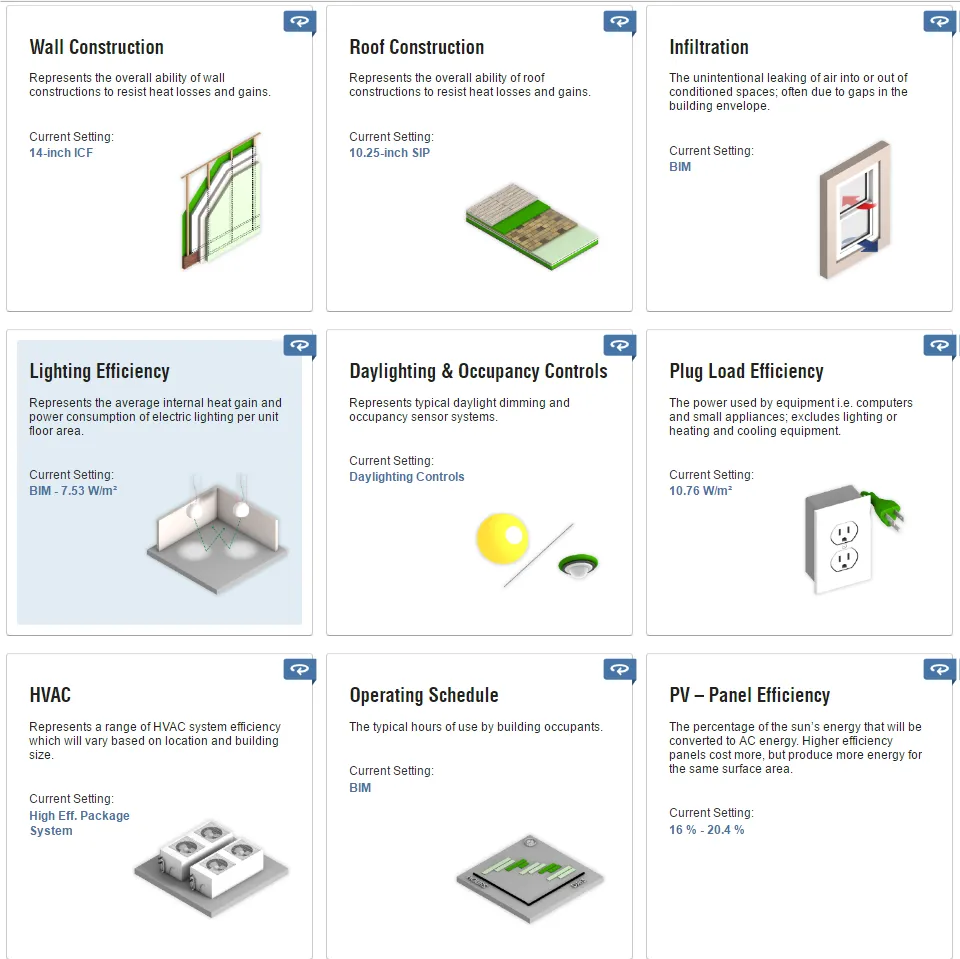 Wall Construction
Represents the overall ability of wall
constructions to resist heat losses and gains.
Current Setting:
14-inch ICF
Roof Construction
Represents the overall ability of roof
constructions to resist heat losses and gains.
Current Setting:
10.25-inch SIP
Infiltration
The unintentional leaking of air into or out of
conditioned spaces; often due to gaps in the
building envelope.
Current Setting:
BIM
Lighting Efficiency
Represents the average internal heat gain and
power consumption of electric lighting per unit
floor area.
Current Setting:
BIM - 7.53 W/m²
Daylighting & Occupancy Controls
Represents typical daylight dimming and
occupancy sensor systems.
Current Setting:
Daylighting Controls
Plug Load Efficiency
The power used by equipment i.e. computers
and small appliances; excludes lighting or
heating and cooling equipment.
Current Setting:
10.76 W/m²
HVAC
Represents a range of HVAC system efficiency
which will vary based on location and building
size.
Current Setting:
High Eff. Package
System
Operating Schedule
The typical hours of use by building occupants.
Current Setting:
BIM
PV – Panel Efficiency
The percentage of the sun's energy that will be
converted to AC energy. Higher efficiency
panels cost more, but produce more energy for
the same surface area.
Current Setting:
16 % - 20.4 %